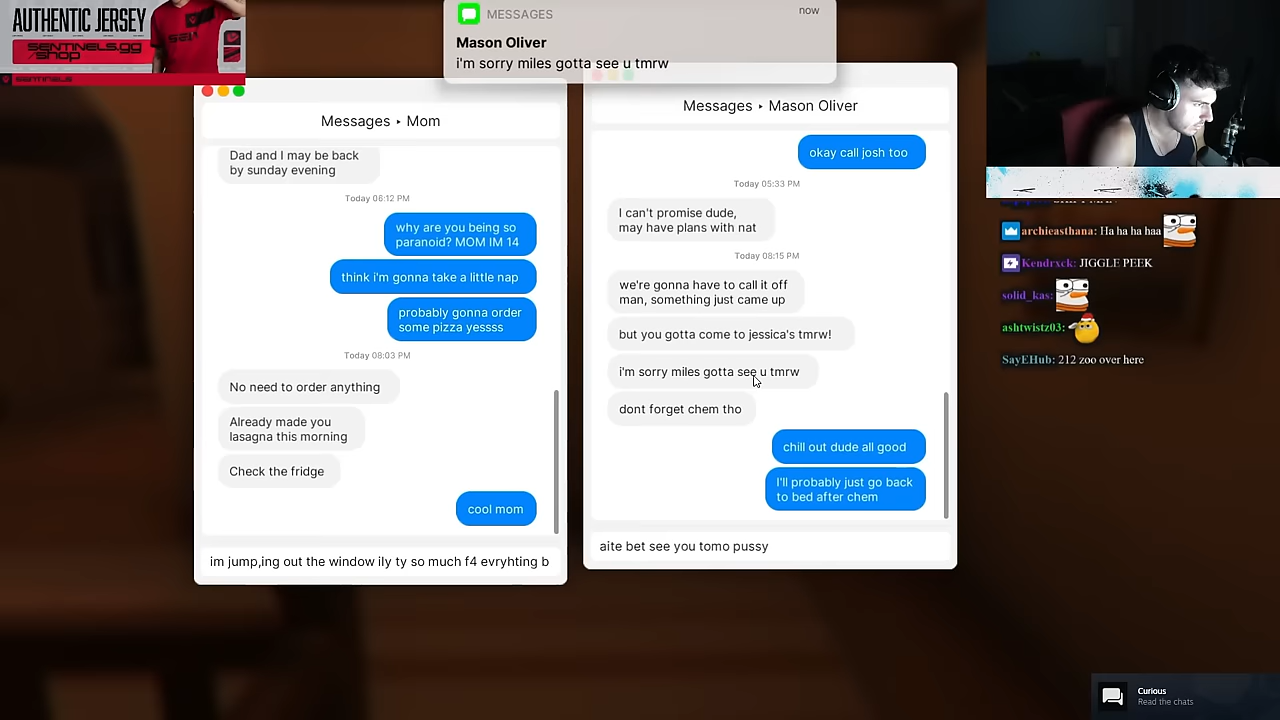 AUTHENTIC JERSEY
SENTINELS.GG
/SHOP
SENTINELS
MESSAGES
now
Mason Oliver
i'm sorry miles gotta see u tmrw
Messages ▸ Mom
Dad and I may be back
by sunday evening
Today 06:12 PM
why are you being so
paranoid? MOM IM 14
think i'm gonna take a little nap
probably gonna order
some pizza yessss
Today 08:03 PM
No need to order anything
Already made you
lasagna this morning
Check the fridge
cool mom
im jump,ing out the window ily ty so much f4 evryhting b
Messages ▸ Mason Oliver
okay call josh too
Today 05:33 PM
I can't promise dude,
may have plans with nat
Today 08:15 PM
we're gonna have to call it off
man, something just came up
but you gotta come to jessica's tmrw!
i'm sorry miles gotta see u tmrw
dont forget chem tho
chill out dude all good
I'll probably just go back
to bed after chem
aite bet see you tomo pussy
archieasthana: Ha ha ha haa
Kendrxck: JIGGLE PEEK
solid_kas:
ashtwistz03:
SayEHub: 212 zoo over here
Curious
Read the chats